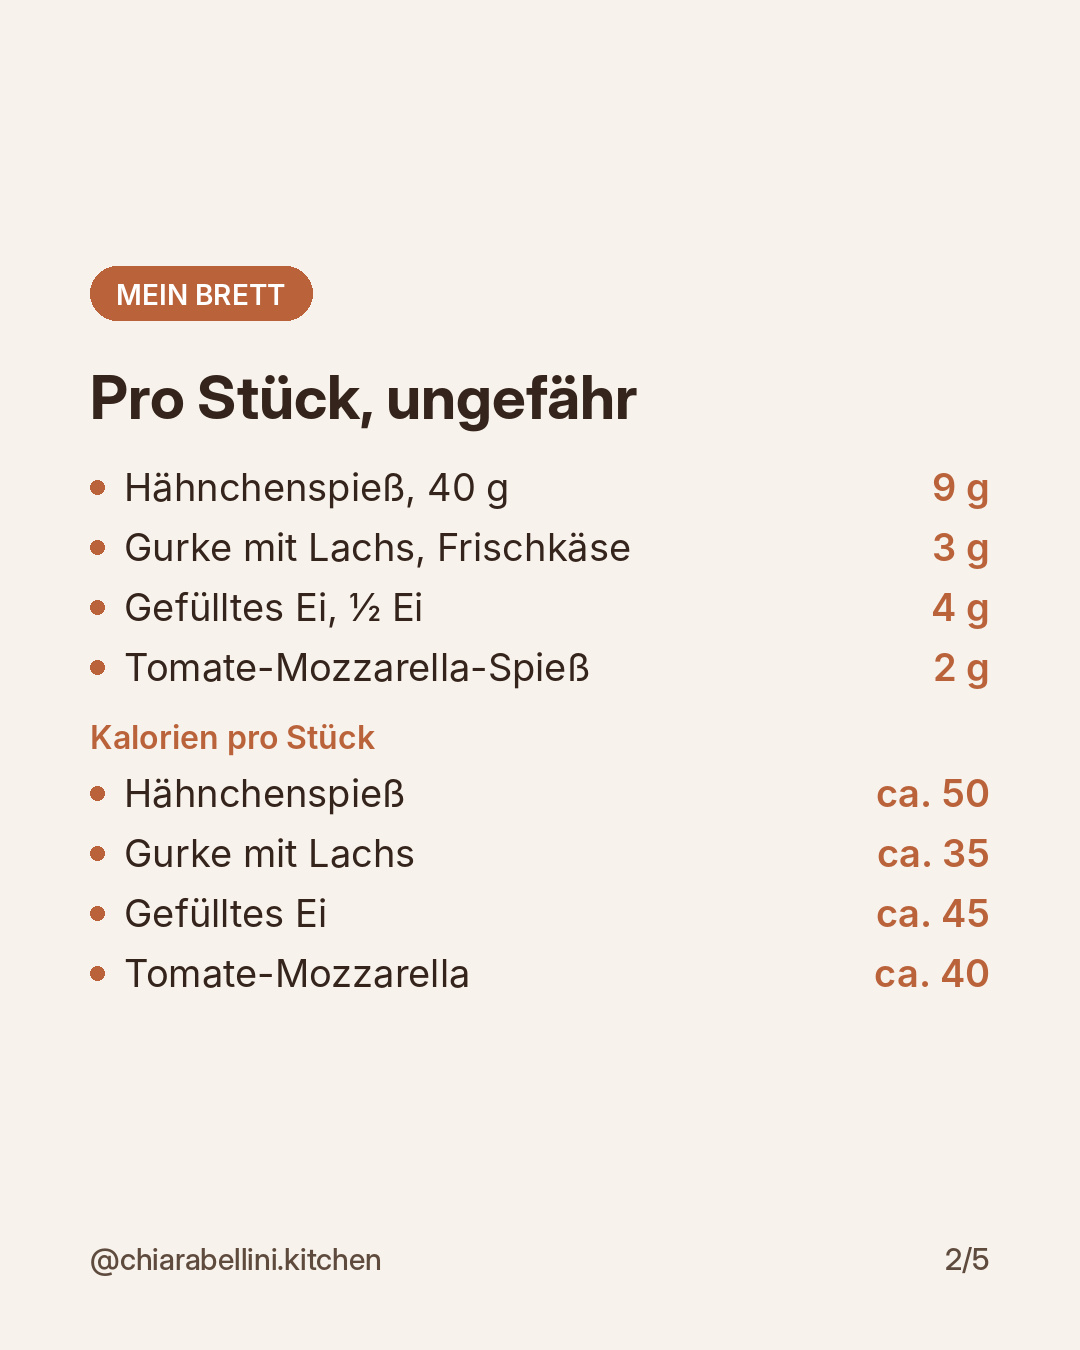 MEIN BRETT
Pro Stück, ungefähr
• Hähnchenspieß, 40 g 9 g
• Gurke mit Lachs, Frischkäse 3 g
• Gefülltes Ei, ½ Ei 4 g
• Tomate-Mozzarella-Spieß 2 g
Kalorien pro Stück
• Hähnchenspieß ca. 50
• Gurke mit Lachs ca. 35
• Gefülltes Ei ca. 45
• Tomate-Mozzarella ca. 40
@chiarabellini.kitchen 2/5